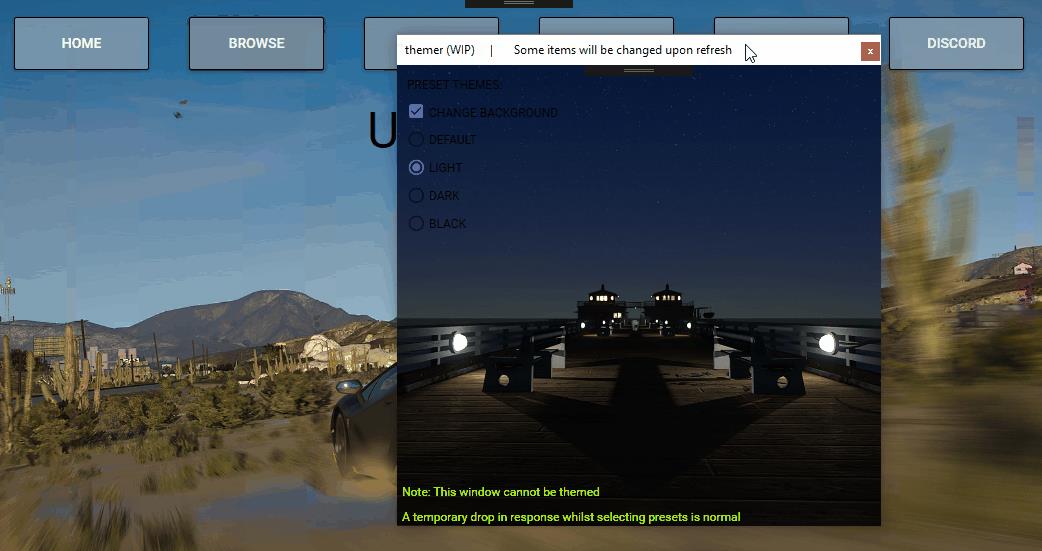 HOME
BROWSE
DISCORD
themer (WIP) | Some items will be changed upon refresh
x
PRESET THEMES:
CHANGE BACKGROUND
DEFAULT
LIGHT
DARK
BLACK
U
Note: This window cannot be themed
A temporary drop in response whilst selecting presets is normal